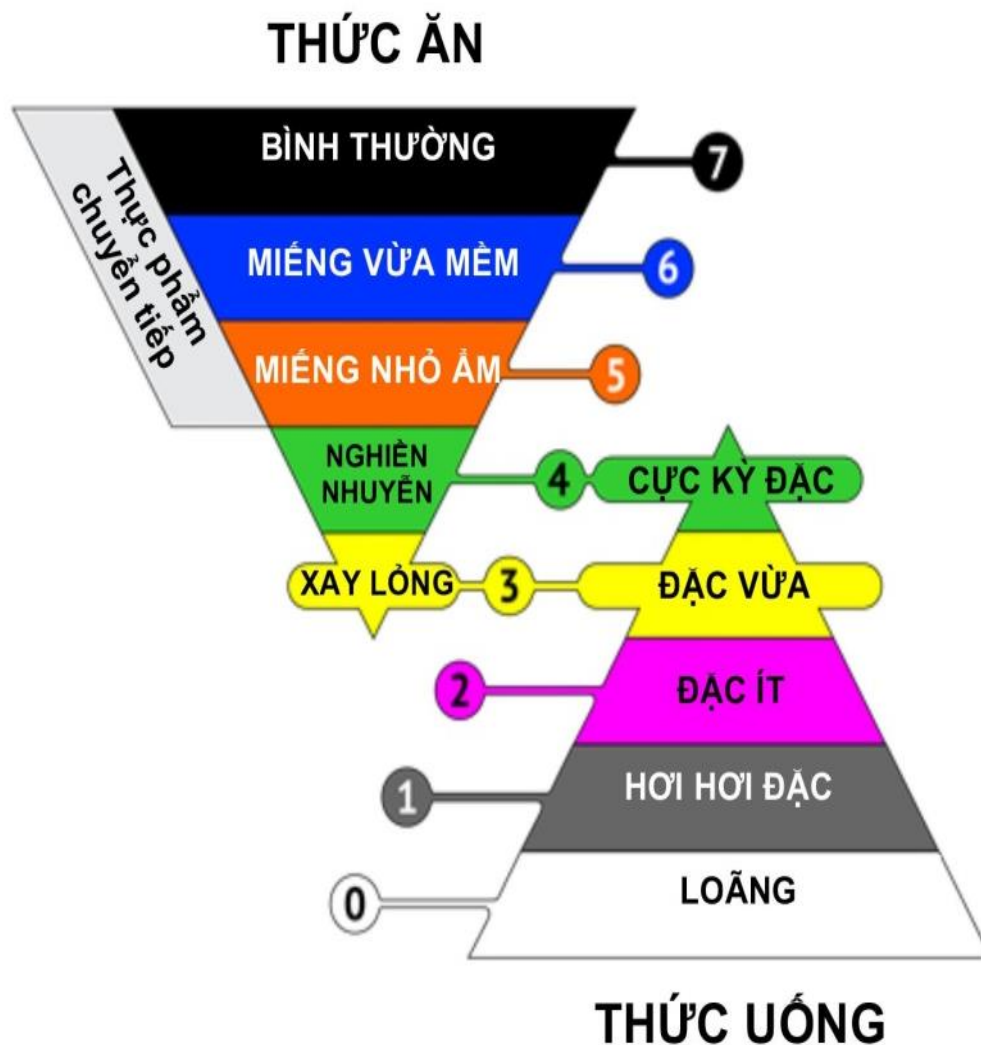 THỨC ĂN
BÌNH THƯỜNG
7
Thực phẩm
chuyển tiếp
MIẾNG VỪA MỀM
6
MIẾNG NHỎ ẨM
5
NGHIỀN
NHUYỄN
4
CỰC KỲ ĐẶC
XAY LỎNG
3
ĐẶC VỪA
2
ĐẶC ÍT
1
HƠI HƠI ĐẶC
0
LOÃNG
THỨC UỐNG